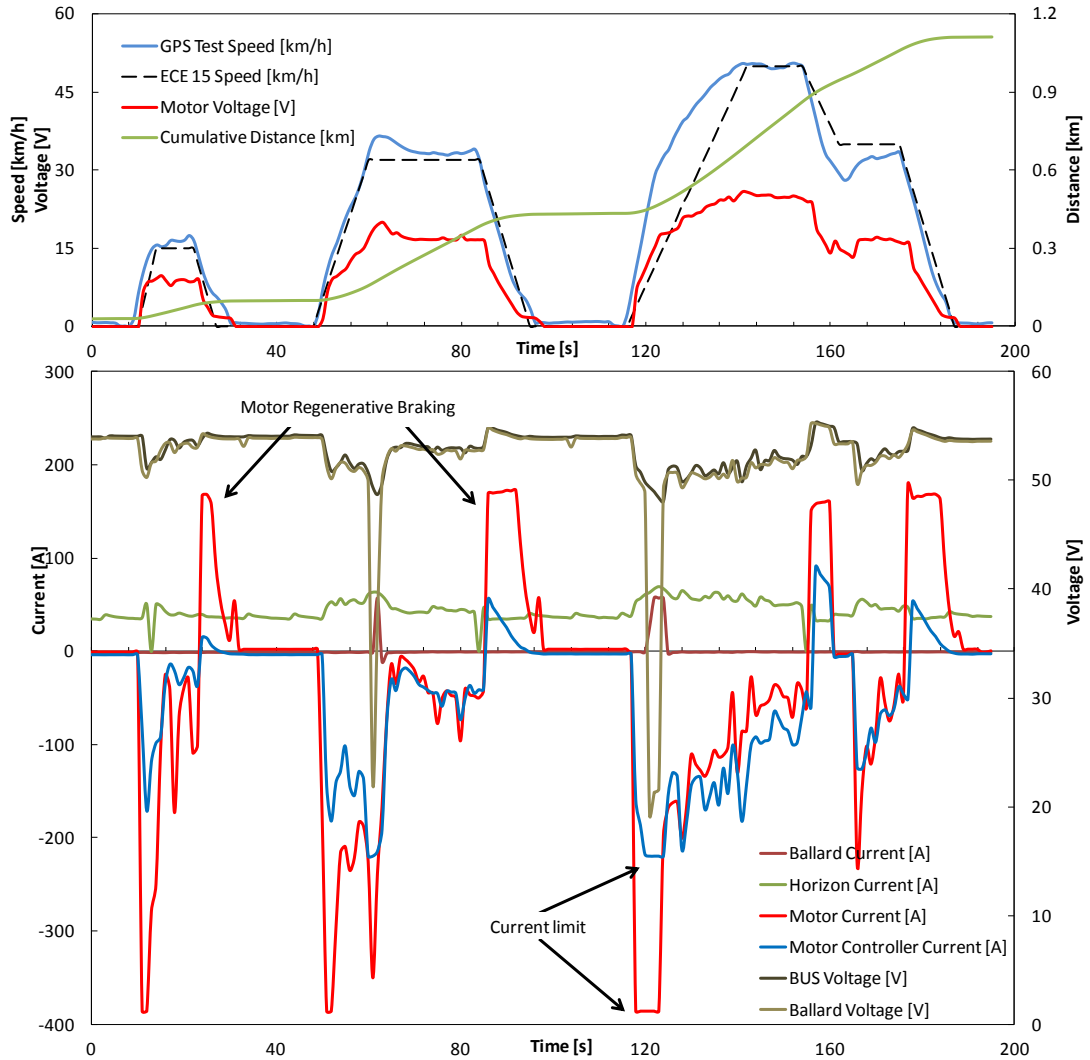 60
45
30
15
0
Speed [km/h]
Voltage [V]
GPS Test Speed [km/h]
ECE 15 Speed [km/h]
Motor Voltage [V]
Cumulative Distance [km]
1.2
0.9
0.6
0.3
0
Distance [km]
0 40 80 120 160 200
Time [s]
300
200
100
0
-100
-200
-300
-400
Current [A]
Motor Regenerative Braking
Current limit
Ballard Current [A]
Horizon Current [A]
Motor Current [A]
Motor Controller Current [A]
BUS Voltage [V]
Ballard Voltage [V]
60
50
40
30
20
10
0
Voltage [V]
0 40 80 120 160 200
Time [s]